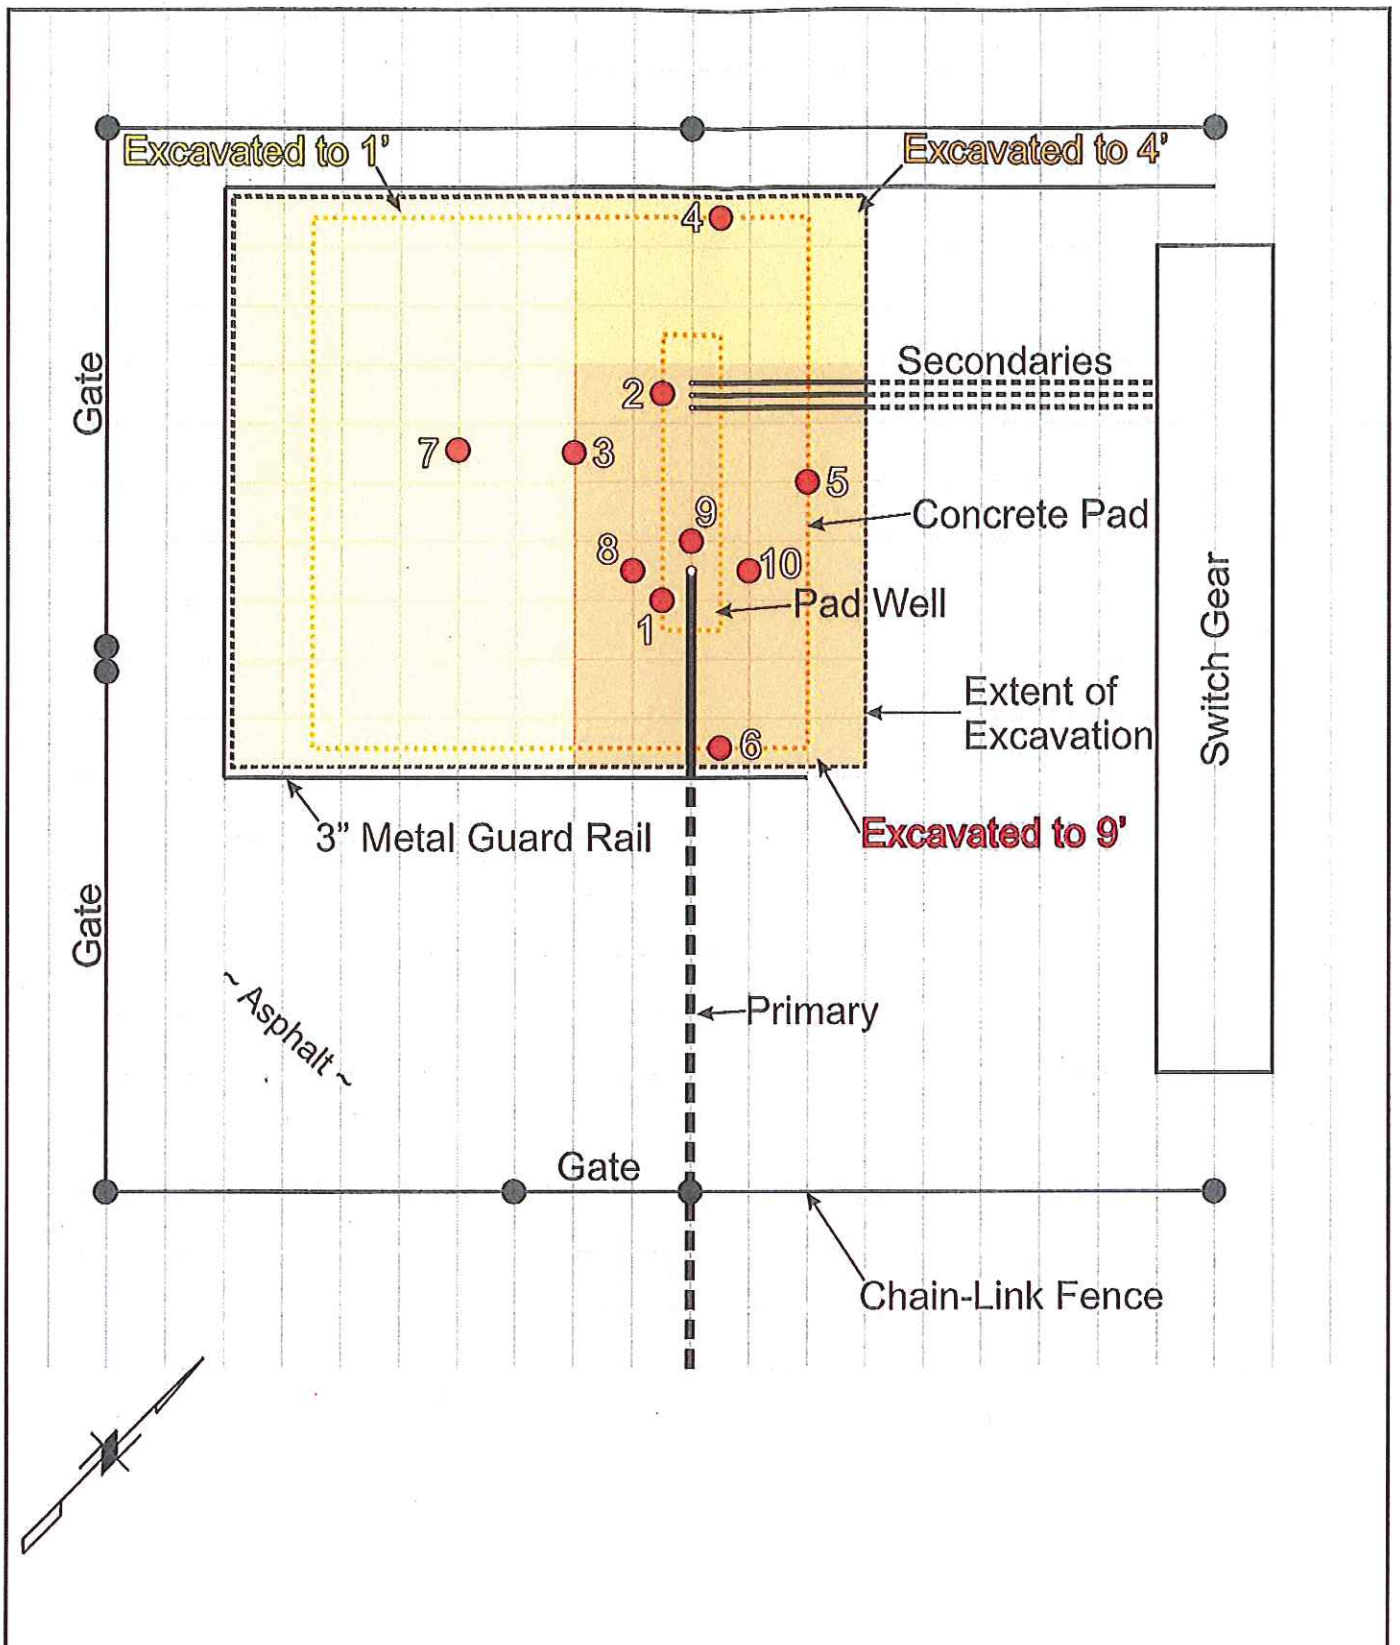 Excavated to 1’
Excavated to 4’
4
Gate
Secondaries
2
7
3
5
Concrete Pad
9
8
10
Pad Well
1
Switch Gear
Extent of
Excavation
6
3” Metal Guard Rail
Excavated to 9’
Gate
~ Asphalt ~
Primary
Gate
Chain-Link Fence